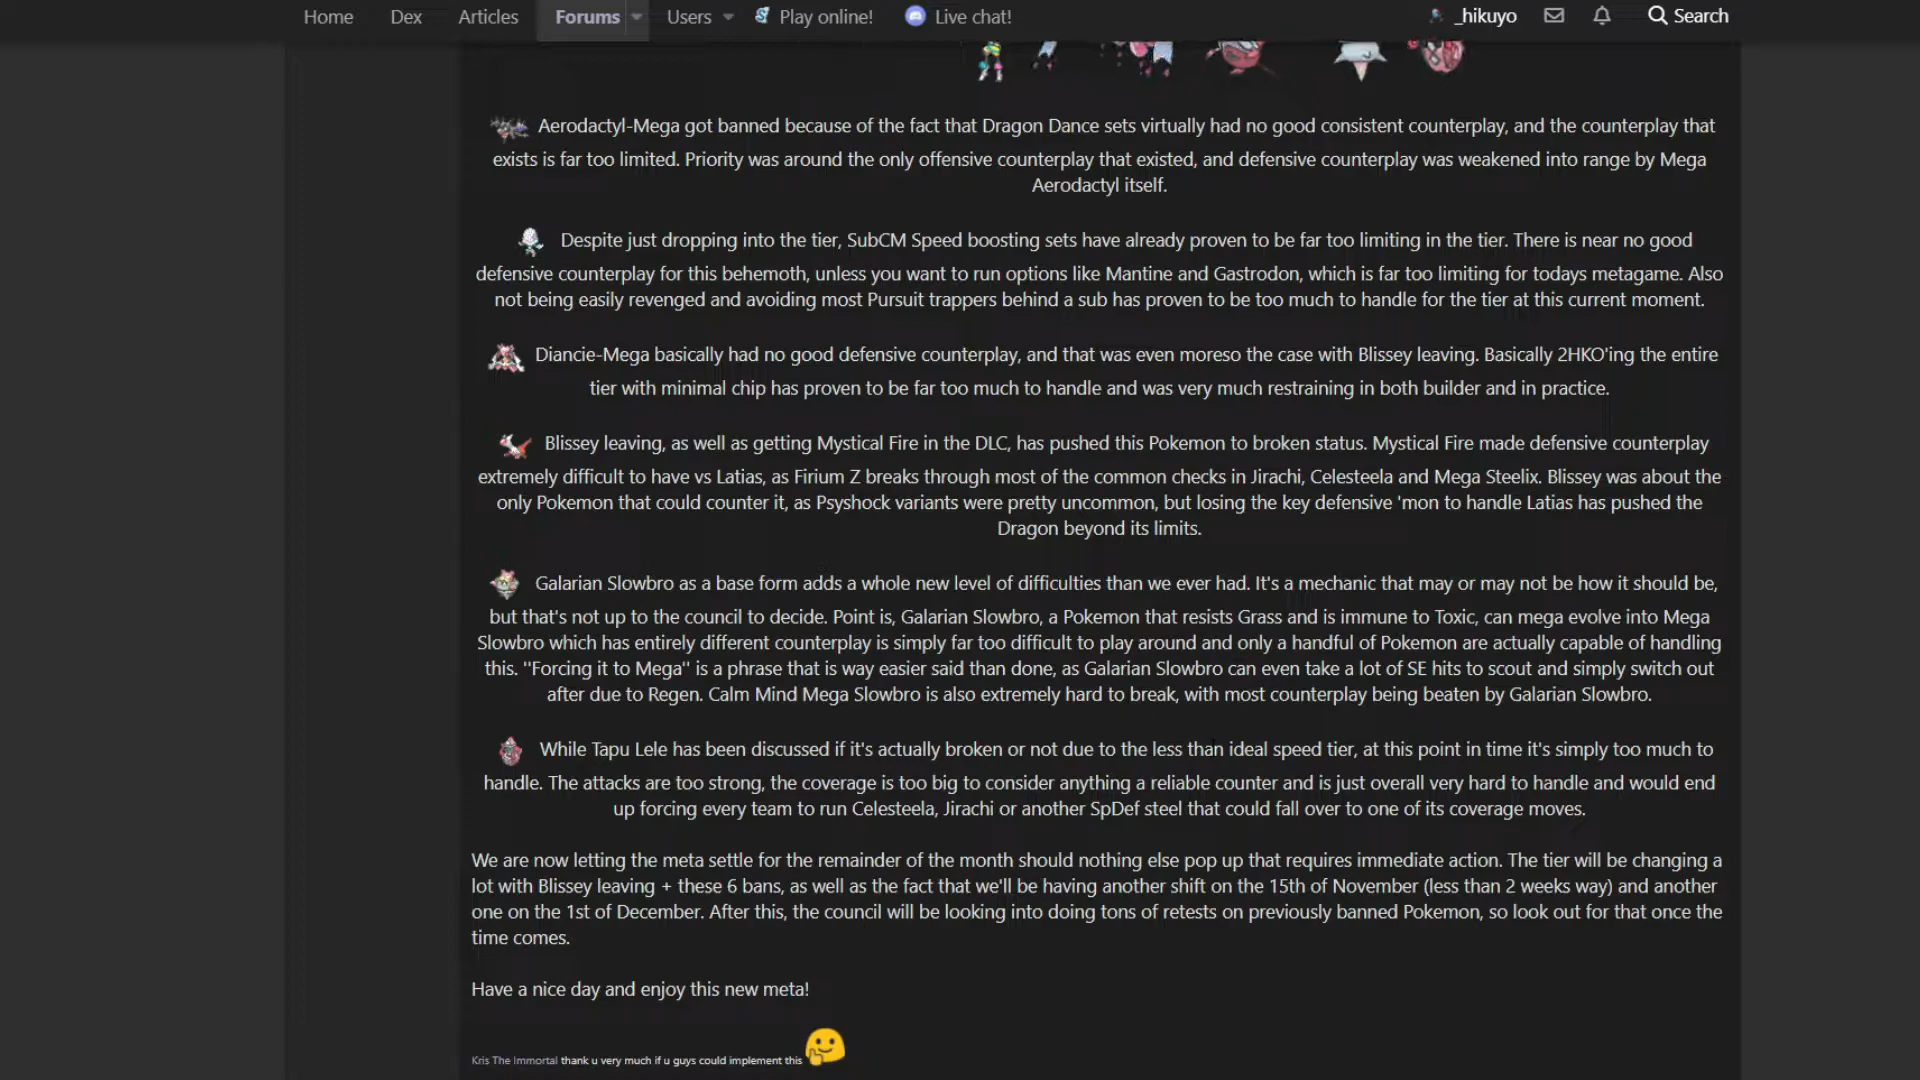 Home Dex Articles Forums Users Play online! Live chat! _hikuyo Search
Aerodactyl-Mega got banned because of the fact that Dragon Dance sets virtually had no good consistent counterplay, and the counterplay that
exists is far too limited. Priority was around the only offensive counterplay that existed, and defensive counterplay was weakened into range by Mega
Aerodactyl itself.
Despite just dropping into the tier, SubCM Speed boosting sets have already proven to be far too limiting in the tier. There is near no good
defensive counterplay for this behemoth, unless you want to run options like Mantine and Gastrodon, which is far too limiting for todays metagame. Also
not being easily revenged and avoiding most Pursuit trappers behind a sub has proven to be too much to handle for the tier at this current moment.
Diancie-Mega basically had no good defensive counterplay, and that was even moreso the case with Blissey leaving. Basically 2HKO'ing the entire
tier with minimal chip has proven to be far too much to handle and was very much restraining in both builder and in practice.
Blissey leaving, as well as getting Mystical Fire in the DLC, has pushed this Pokemon to broken status. Mystical Fire made defensive counterplay
extremely difficult to have vs Latias, as Firium Z breaks through most of the common checks in Jirachi, Celesteela and Mega Steelix. Blissey was about the
only Pokemon that could counter it, as Psyshock variants were pretty uncommon, but losing the key defensive 'mon to handle Latias has pushed the
Dragon beyond its limits.
Galarian Slowbro as a base form adds a whole new level of difficulties than we ever had. It's a mechanic that may or may not be how it should be,
but that's not up to the council to decide. Point is, Galarian Slowbro, a Pokemon that resists Grass and is immune to Toxic, can mega evolve into Mega
Slowbro which has entirely different counterplay is simply far too difficult to play around and only a handful of Pokemon are actually capable of handling
this. "Forcing it to Mega" is a phrase that is way easier said than done, as Galarian Slowbro can even take a lot of SE hits to scout and simply switch out
after due to Regen. Calm Mind Mega Slowbro is also extremely hard to break, with most counterplay being beaten by Galarian Slowbro.
While Tapu Lele has been discussed if it's actually broken or not due to the less than ideal speed tier, at this point in time it's simply too much to
handle. The attacks are too strong, the coverage is too big to consider anything a reliable counter and is just overall very hard to handle and would end
up forcing every team to run Celesteela, Jirachi or another SpDef steel that could fall over to one of its coverage moves.
We are now letting the meta settle for the remainder of the month should nothing else pop up that requires immediate action. The tier will be changing a
lot with Blissey leaving + these 6 bans, as well as the fact that we'll be having another shift on the 15th of November (less than 2 weeks way) and another
one on the 1st of December. After this, the council will be looking into doing tons of retests on previously banned Pokemon, so look out for that once the
time comes.
Have a nice day and enjoy this new meta!
Kris The Immortal thank u very much if u guys could implement this